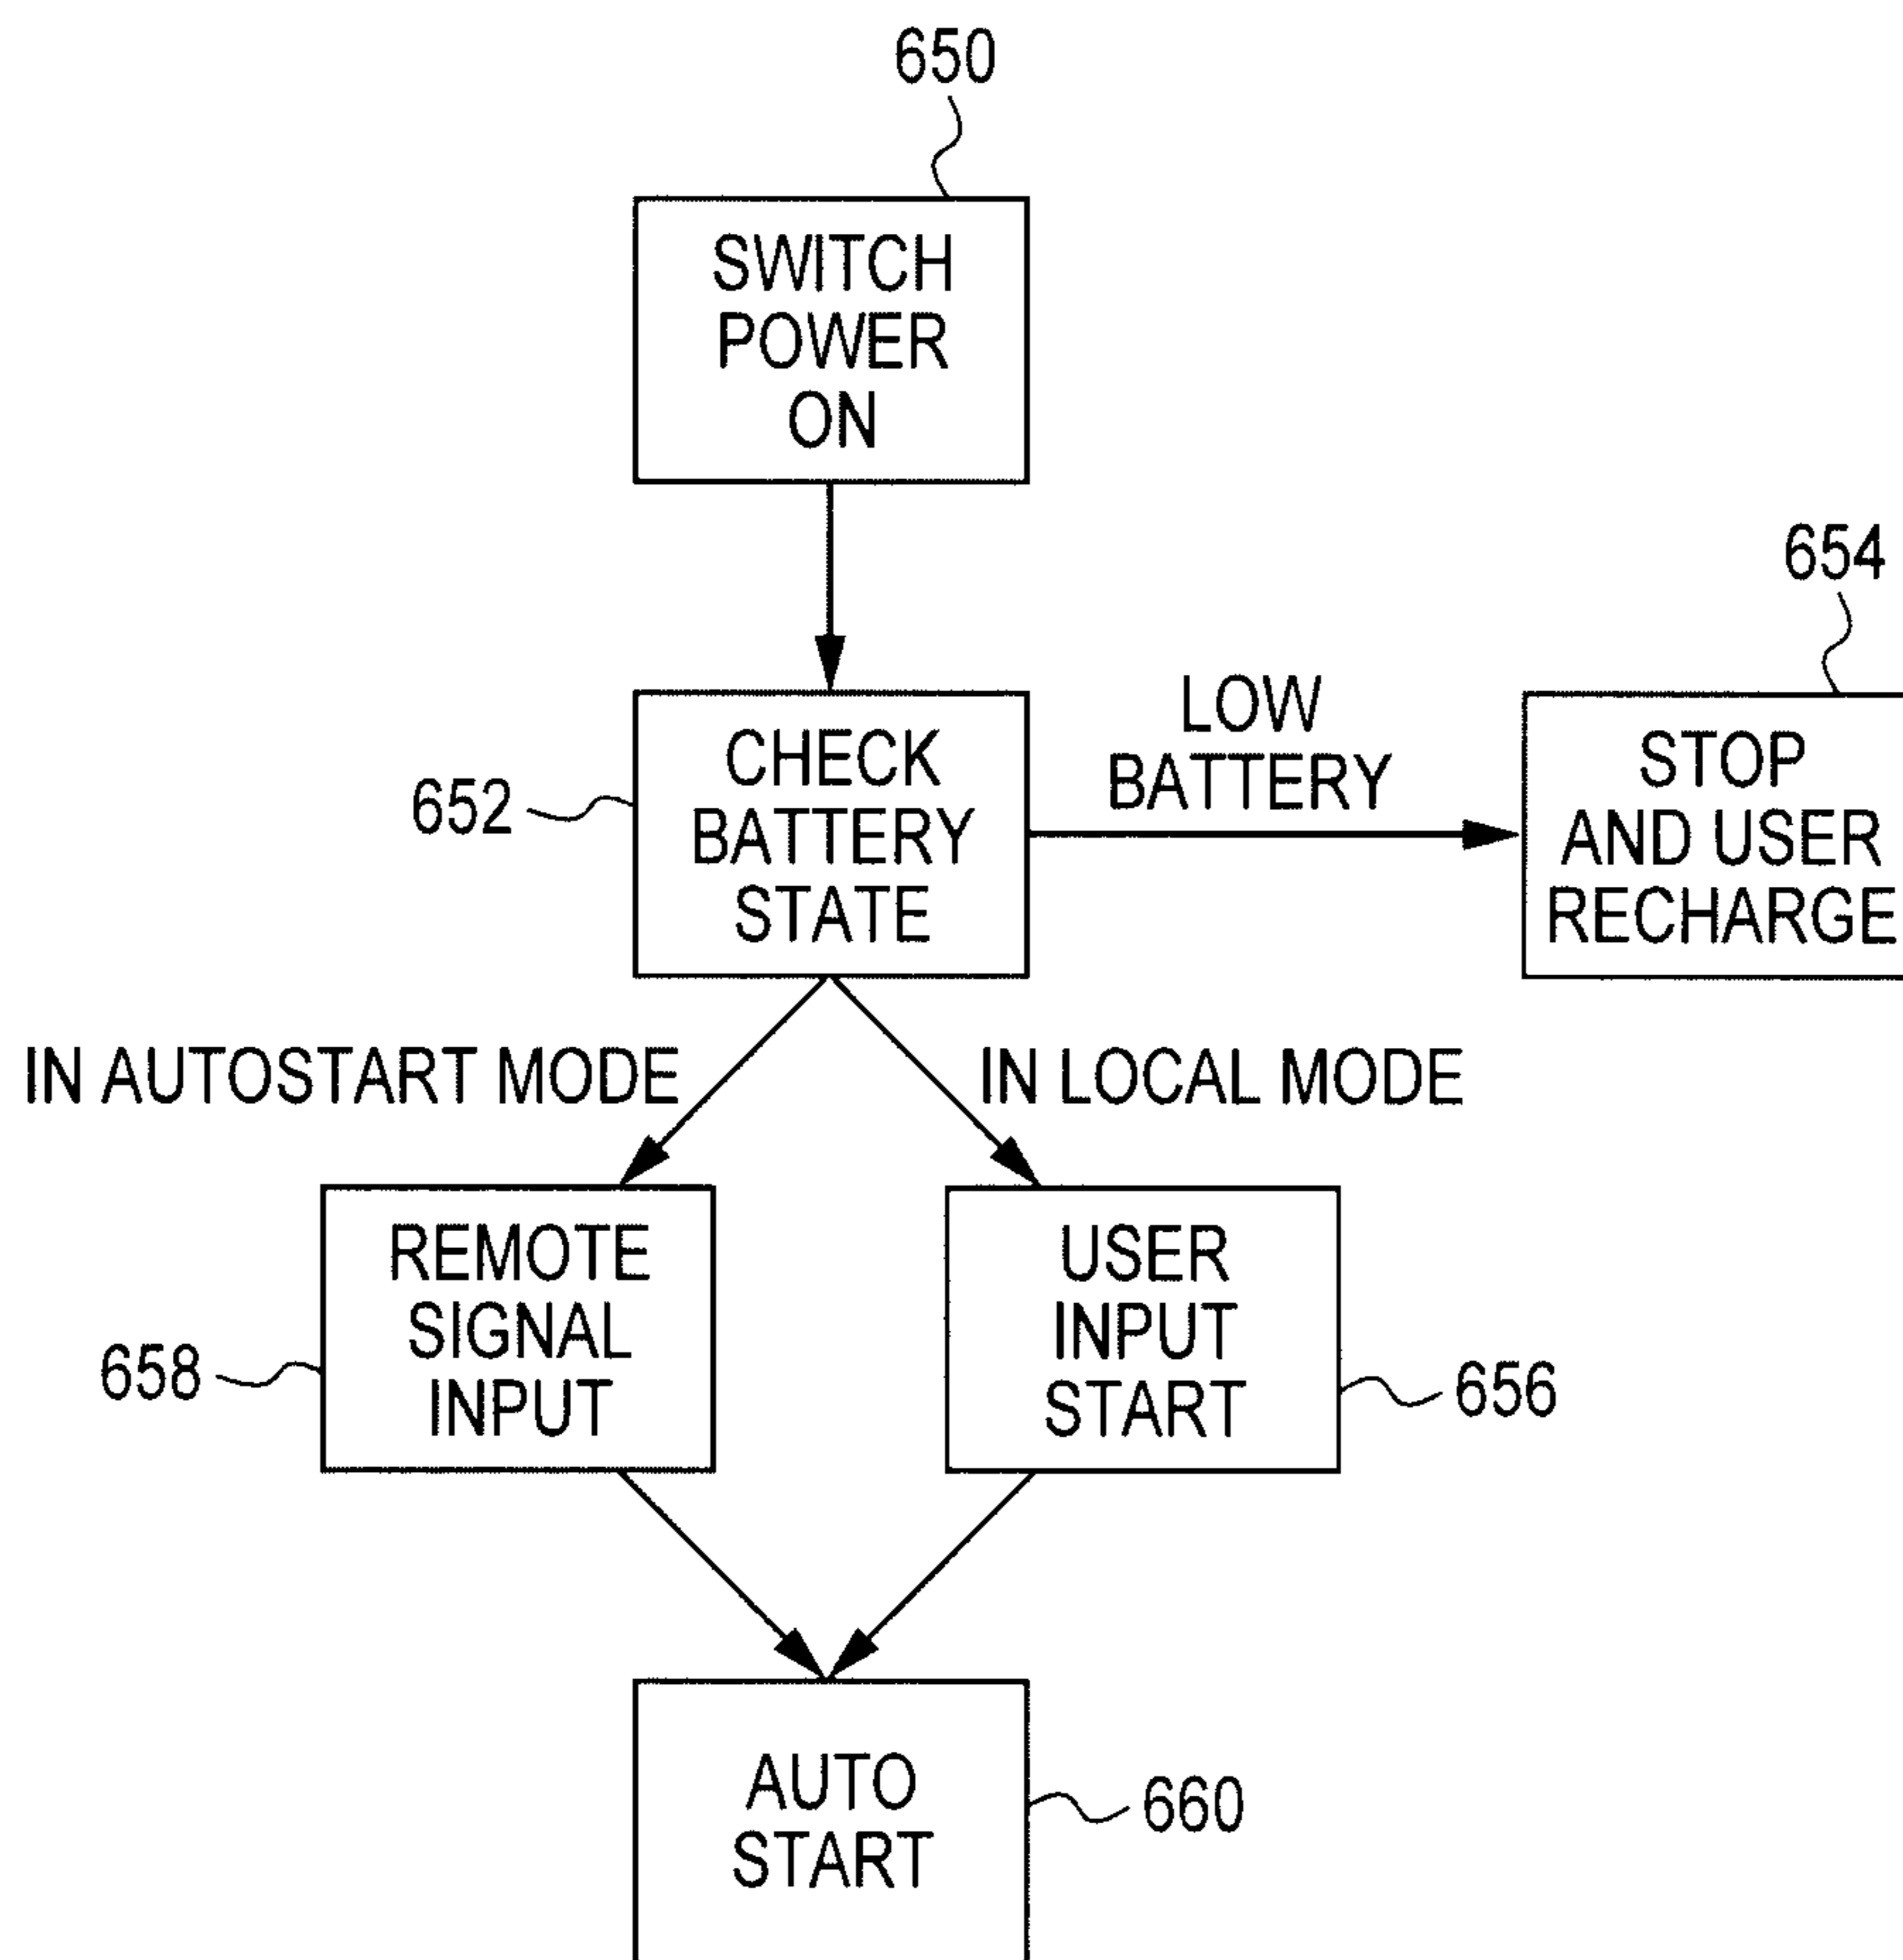 650
SWITCH
POWER
ON
654
LOW
BATTERY
652
CHECK
BATTERY
STATE
STOP
AND USER
RECHARGE
IN AUTOSTART MODE
IN LOCAL MODE
658
REMOTE
SIGNAL
INPUT
USER
INPUT
START
656
AUTO
START
660